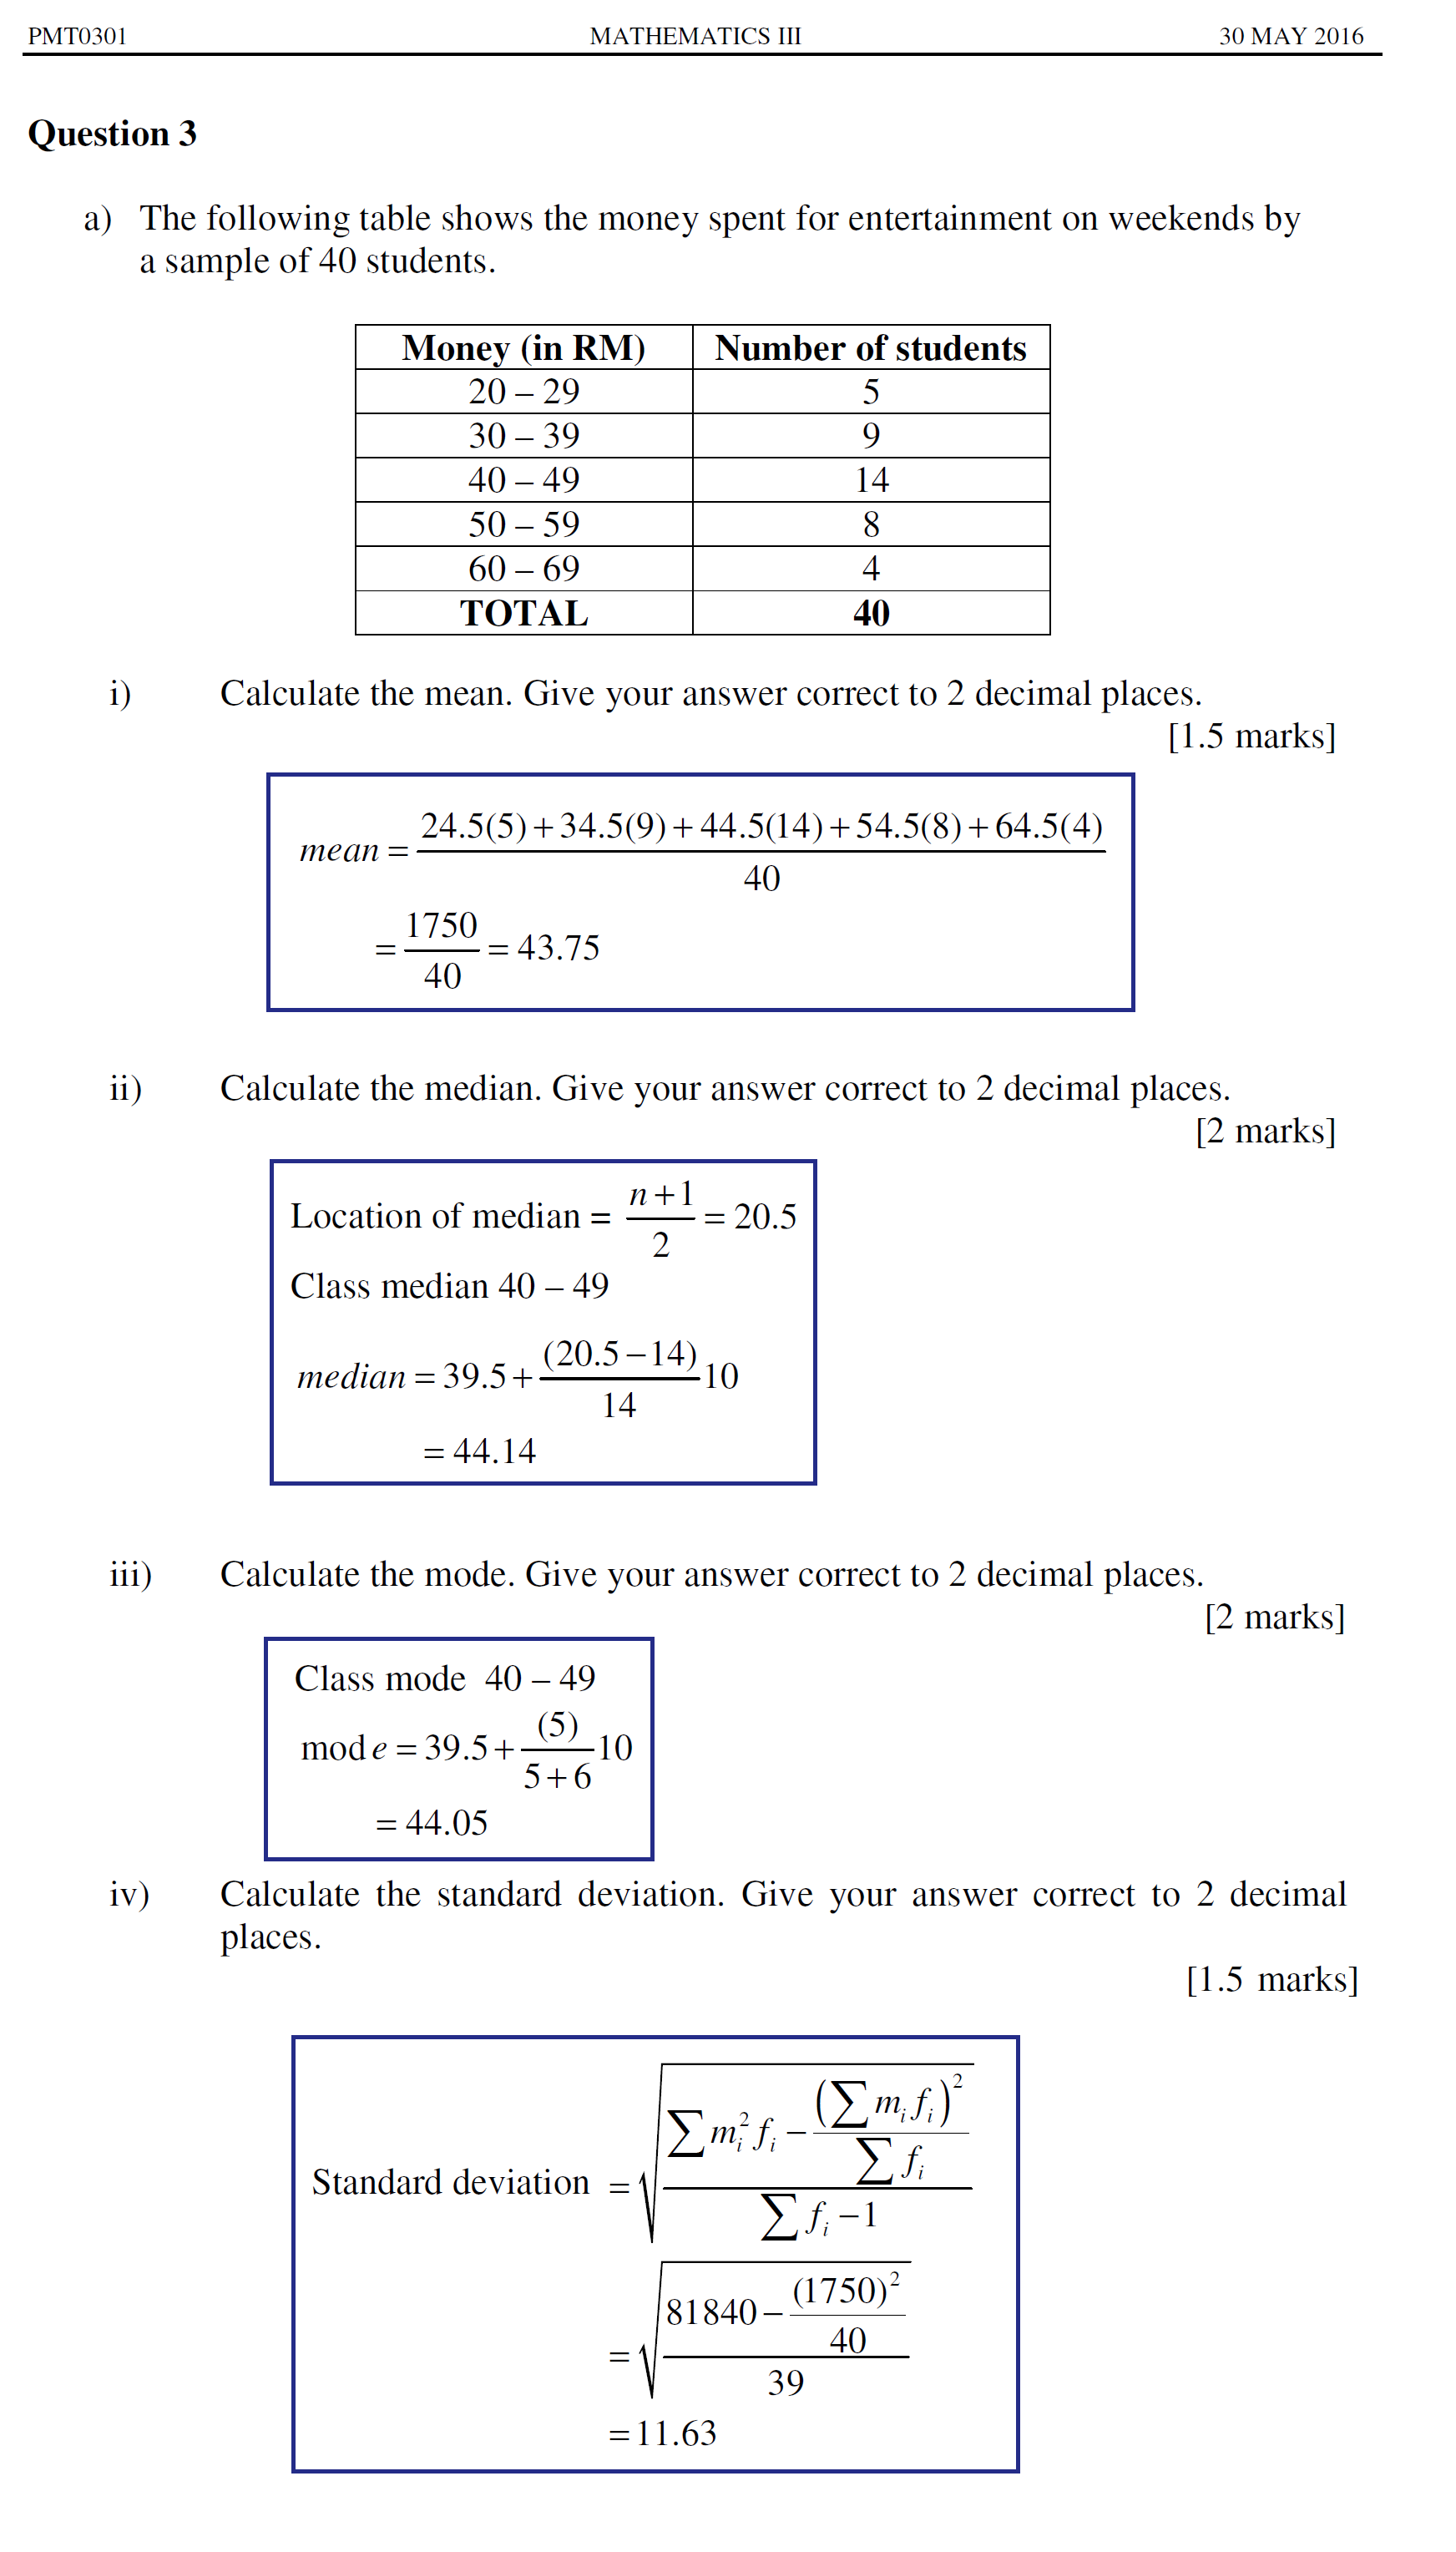 PMT0301 MATHEMATICS III 30 MAY 2016
Question 3
a) The following table shows the money spent for entertainment on weekends by
a sample of 40 students.
Money (in RM) Number of students
20 – 29 5
30 – 39 9
40 – 49 14
50 – 59 8
60 – 69 4
TOTAL 40
i) Calculate the mean. Give your answer correct to 2 decimal places.
[1.5 marks]
mean = \frac{24.5(5)+34.5(9)+44.5(14)+54.5(8)+64.5(4)}{40}
= \frac{1750}{40} = 43.75
ii) Calculate the median. Give your answer correct to 2 decimal places.
[2 marks]
Location of median = \frac{n+1}{2} = 20.5
Class median 40 – 49
median = 39.5 + \frac{(20.5-14)}{14} 10
= 44.14
iii) Calculate the mode. Give your answer correct to 2 decimal places.
[2 marks]
Class mode 40 – 49
mode = 39.5 + \frac{(5)}{5+6} 10
= 44.05
iv) Calculate the standard deviation. Give your answer correct to 2 decimal
places.
[1.5 marks]
Standard deviation = \sqrt{\frac{\sum m_i^2 f_i - \frac{(\sum m_i f_i)^2}{\sum f_i}}{\sum f_i - 1}}
= \sqrt{\frac{81840 - \frac{(1750)^2}{40}}{39}}
= 11.63